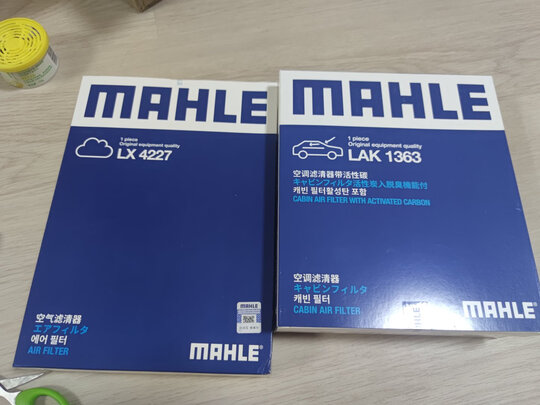 MAHLE
1 piece
Original equipment quality
LX 4227
空气滤清器
エアフィルタ
에어 필터
AIR FILTER
MAHLE
MAHLE
MAHLE
1 piece
Original equipment quality
LAK 1363
空调滤清器带活性碳
キャビンフィルタ活性炭入脱臭機能付
캐빈 필터활성탄 포함
CABIN AIR FILTER WITH ACTIVATED CARBON
空调滤清器
キャビンフィルタ
캐빈 필터
CABIN AIR FILTER
MAHLE